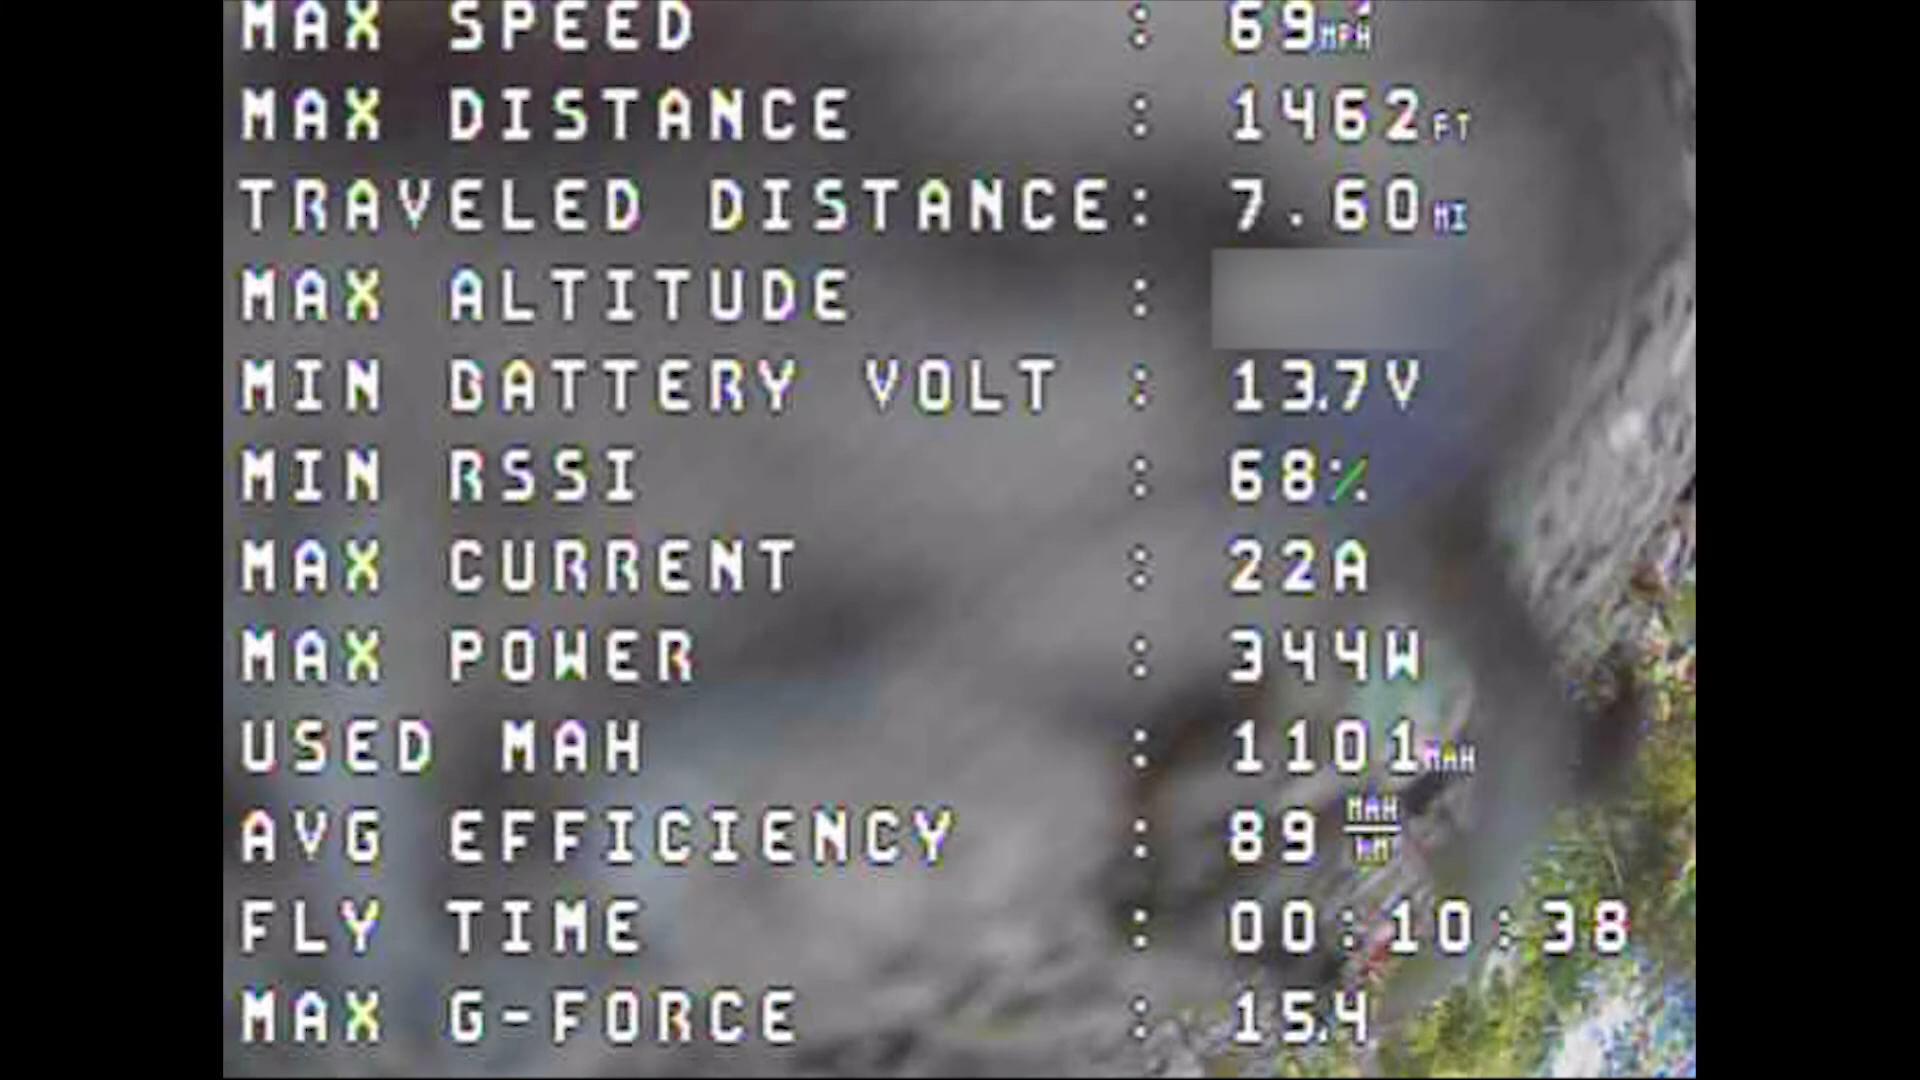 MAX SPEED : 69MPH
MAX DISTANCE : 1462FT
TRAVELED DISTANCE: 7.60MI
MAX ALTITUDE :
MIN BATTERY VOLT : 13.7V
MIN RSSI : 68%
MAX CURRENT : 22A
MAX POWER : 344W
USED MAH : 1101MAH
AVG EFFICIENCY : 89 MAH/KM
FLY TIME : 00:10:38
MAX G-FORCE : 15.4